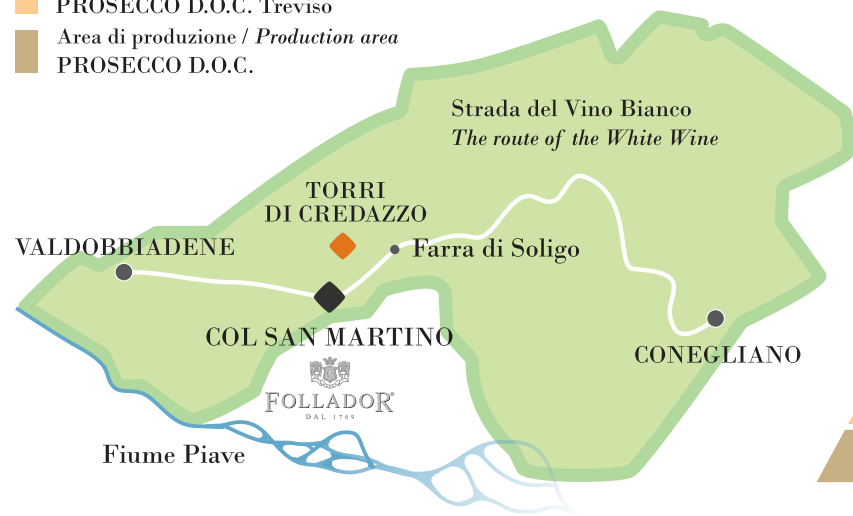 PROSECCO D.O.C. Treviso
Area di produzione / Production area
PROSECCO D.O.C.
Strada del Vino Bianco
The route of the White Wine
TORRI
DI CREDAZZO
VALDOBBIADENE
Farra di Soligo
COL SAN MARTINO
FOLLADOR®
DAL 1769
CONEGLIANO
Fiume Piave